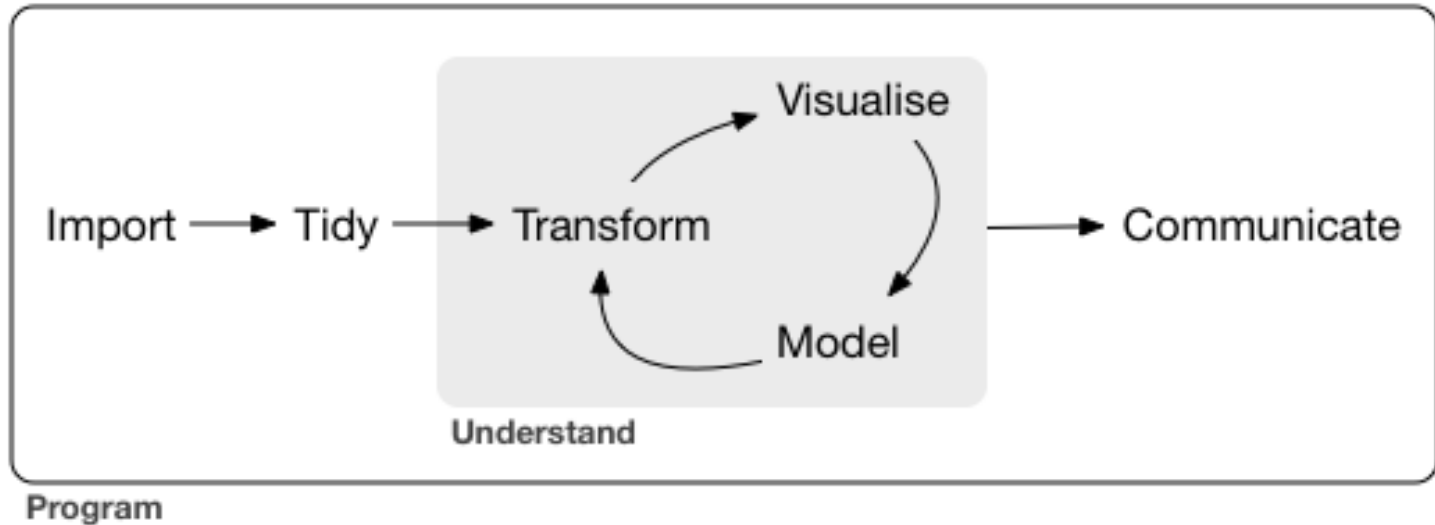 Visualise
Import
Tidy
Transform
Communicate
Model
Understand
Program